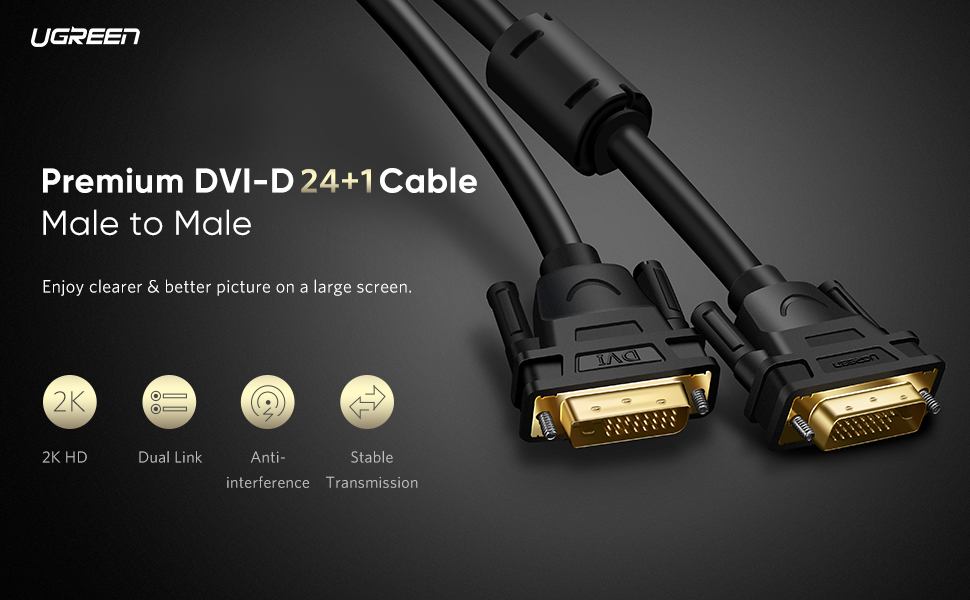 UGREEN
Premium DVI-D 24+1 Cable
Male to Male
Enjoy clearer & better picture on a large screen.
2K
2K HD
Dual Link
Anti-
interference
Stable
Transmission
DVI
UGREEN